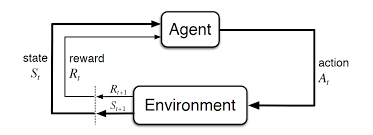 Agent
state
S_t
reward
R_t
action
A_t
R_{t+1}
S_{t+1}
Environment